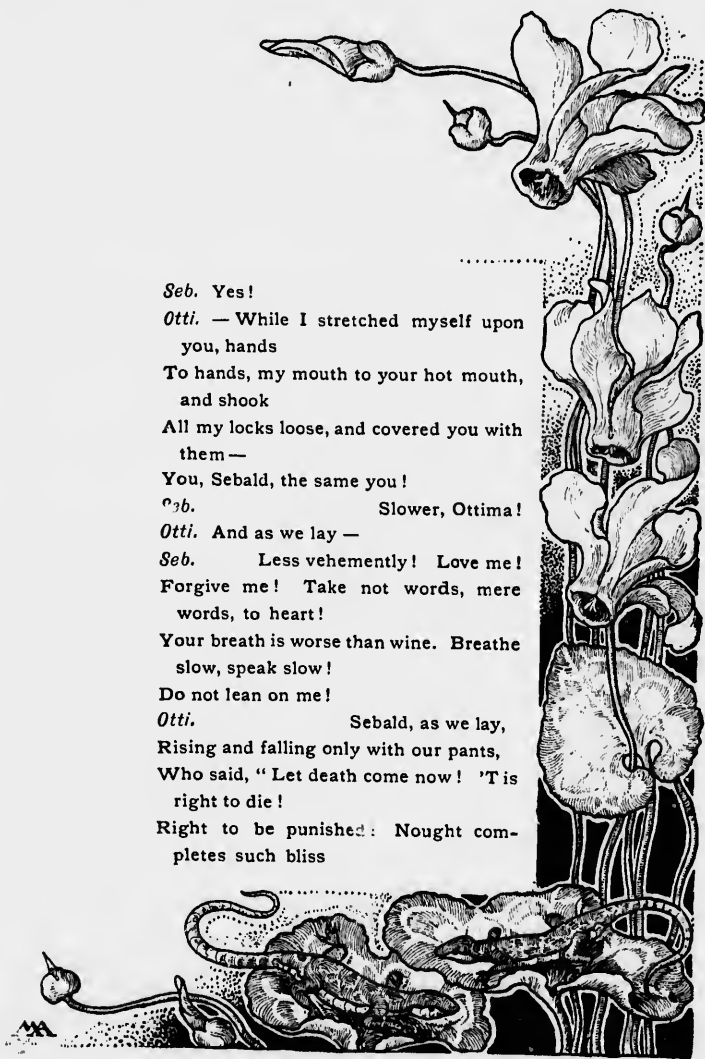 Seb. Yes!
Otti. — While I stretched myself upon
you, hands
To hands, my mouth to your hot mouth,
and shook
All my locks loose, and covered you with
them —
You, Sebald, the same you!
Seb. Slower, Ottima!
Otti. And as we lay —
Seb. Less vehemently! Love me!
Forgive me! Take not words, mere
words, to heart!
Your breath is worse than wine. Breathe
slow, speak slow!
Do not lean on me!
Otti. Sebald, as we lay,
Rising and falling only with our pants,
Who said, “Let death come now! ’T is
right to die!
Right to be punished: Nought com-
pletes such bliss